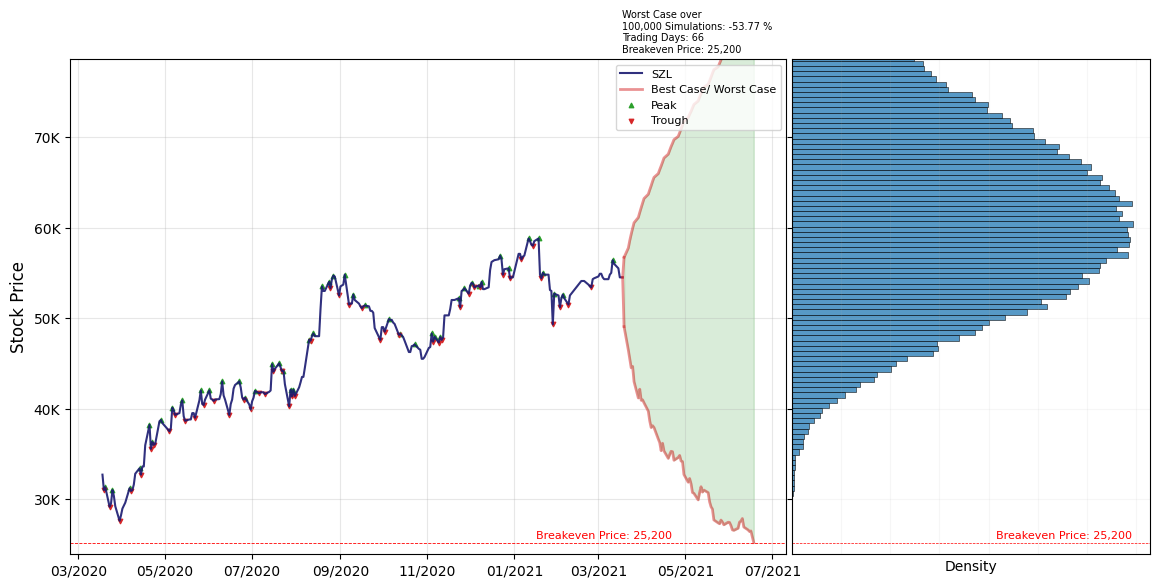 Worst Case over
100,000 Simulations: -53.77 %
Trading Days: 66
Breakeven Price: 25,200
SZL
Best Case/ Worst Case
Peak
Trough
Stock Price
70K
60K
50K
40K
30K
Breakeven Price: 25,200
Breakeven Price: 25,200
03/2020 05/2020 07/2020 09/2020 11/2020 01/2021 03/2021 05/2021 07/2021
Density